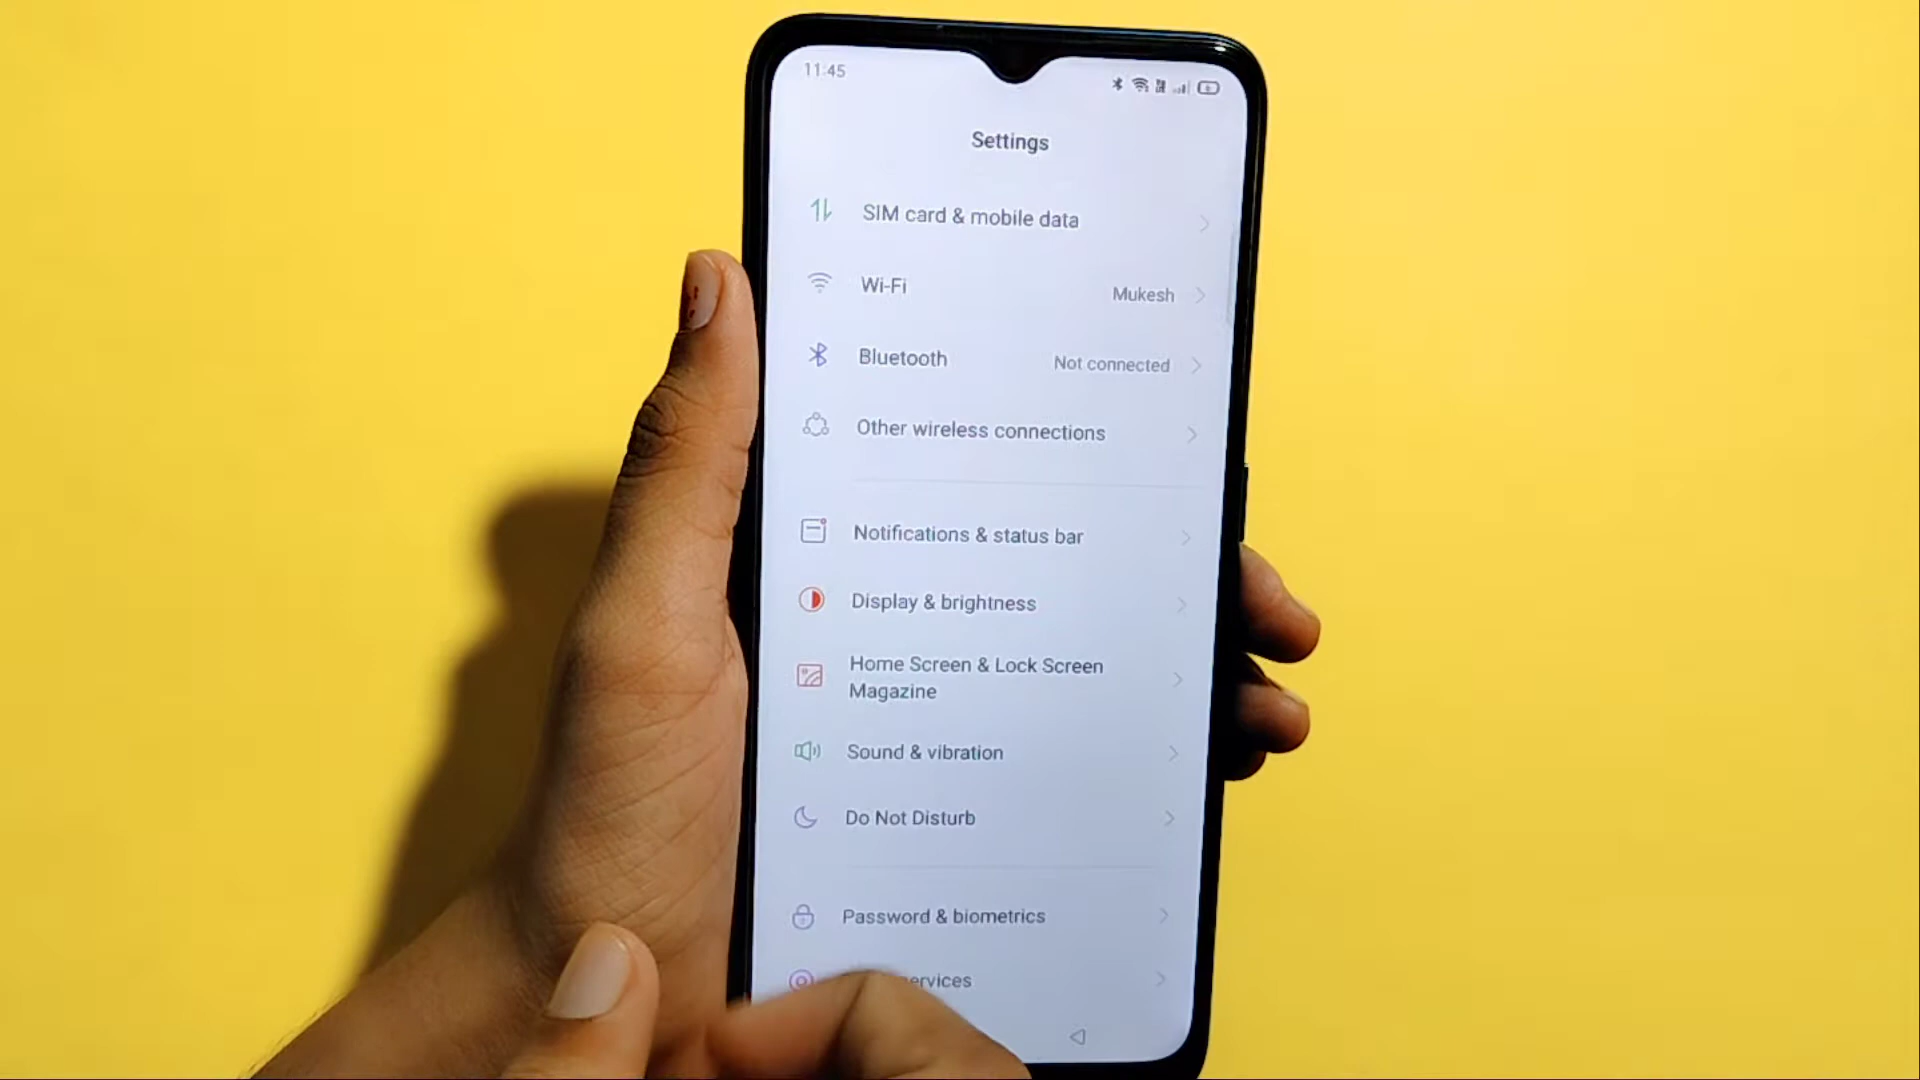 11:45
Settings
SIM card & mobile data
Wi-Fi
Mukesh
Bluetooth
Not connected
Other wireless connections
Notifications & status bar
Display & brightness
Home Screen & Lock Screen
Magazine
Sound & vibration
Do Not Disturb
Password & biometrics